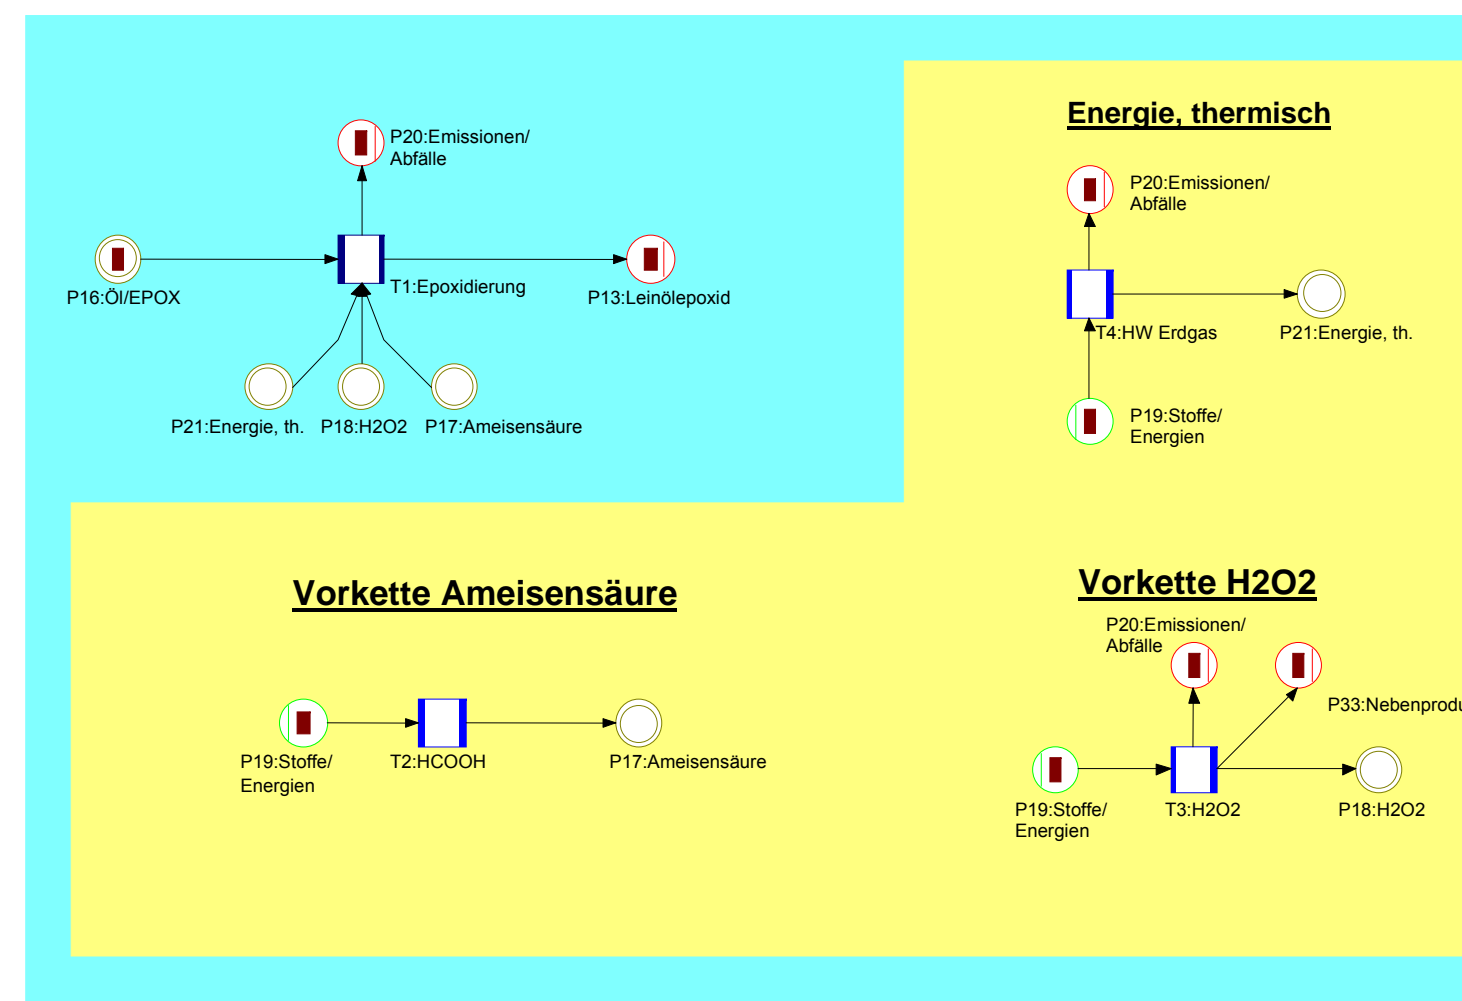 P20:Emissionen/
Abfälle
P16:Öl/EPOX
T1:Epoxidierung
P13:Leinölepoxid
P21:Energie, th.
P18:H2O2
P17:Ameisensäure
Energie, thermisch
P20:Emissionen/
Abfälle
T4:HW Erdgas
P21:Energie, th.
P19:Stoffe/
Energien
Vorkette Ameisensäure
P19:Stoffe/
Energien
T2:HCOOH
P17:Ameisensäure
Vorkette H2O2
P20:Emissionen/
Abfälle
P33:Nebenprodu
P19:Stoffe/
Energien
T3:H2O2
P18:H2O2